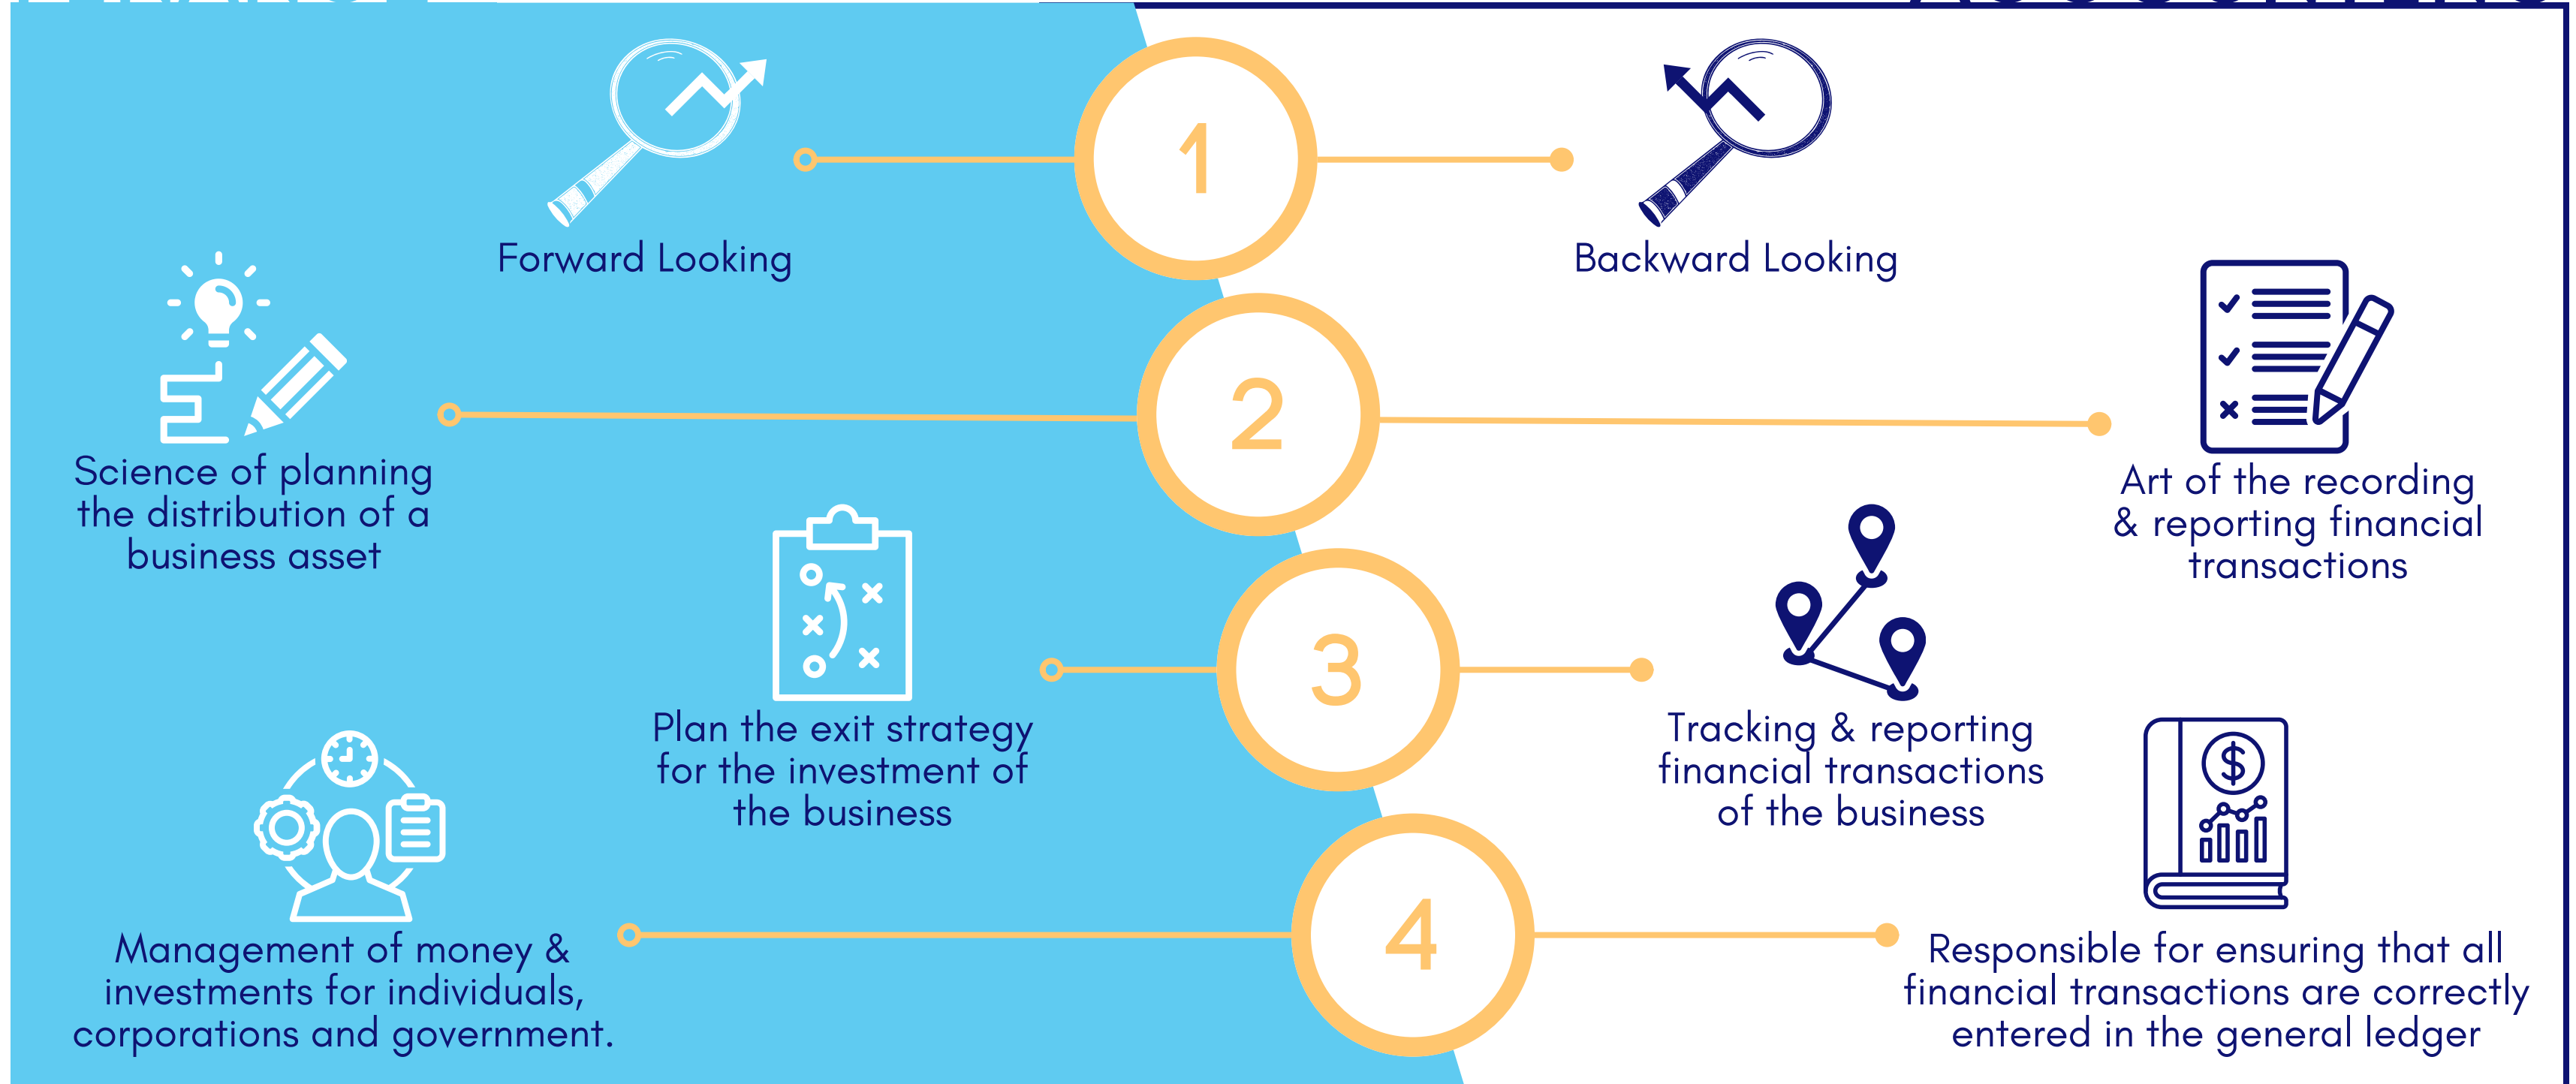 1
Forward Looking
Backward Looking
2
Science of planning
the distribution of a
business asset
Art of the recording
& reporting financial
transactions
3
Plan the exit strategy
for the investment of
the business
Tracking & reporting
financial transactions
of the business
4
Management of money &
investments for individuals,
corporations and government.
$
Responsible for ensuring that all
financial transactions are correctly
entered in the general ledger